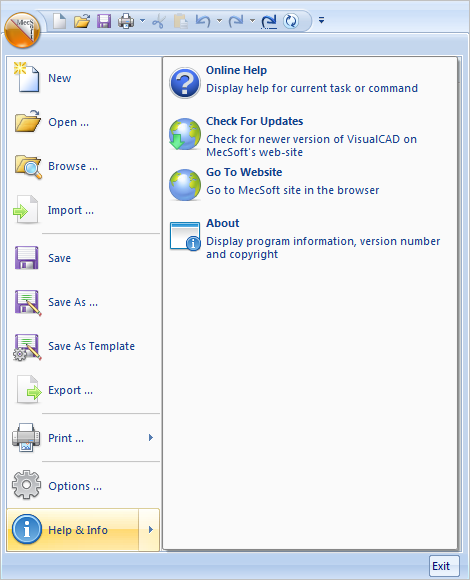 MecS
New
Open ...
Browse ...
Import ...
Save
Save As ...
Save As Template
Export ...
Print ...
Options ...
Help & Info
Online Help
Display help for current task or command
Check For Updates
Check for newer version of VisualCAD on
MecSoft's web-site
Go To Website
Go to MecSoft site in the browser
About
Display program information, version number
and copyright
Exit